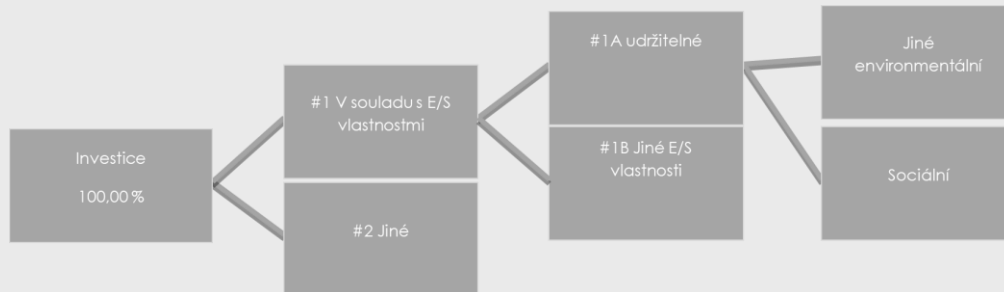 Investice
100,00 %
#1 V souladu s E/S
vlastnostmi
#2 Jiné
#1A udržitelné
#1B Jiné E/S
vlastnosti
Jiné
environmentální
Sociální